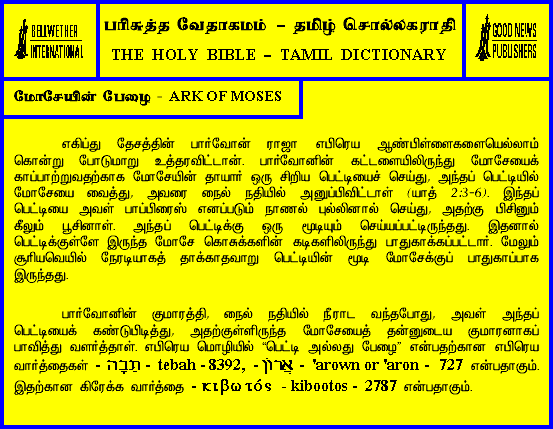 BELLWETHER
INTERNATIONAL
பரிசுத்த வேதாகமம் – தமிழ் சொல்லகராதி
THE HOLY BIBLE – TAMIL DICTIONARY
GOOD NEWS
PUBLISHERS
மோசேயின் பேழை - ARK OF MOSES
எகிப்து தேசத்தின் பார்வோன் ராஜா எபிரெய ஆண்பிள்ளைகளையெல்லாம்
கொன்று போடுமாறு உத்தரவிட்டான். பார்வோனின் கட்டளையிலிருந்து மோசேயைக்
காப்பாற்றுவதற்காக மோசேயின் தாயார் ஒரு சிறிய பெட்டியைச் செய்து, அந்தப் பெட்டியில்
மோசேயை வைத்து, அவரை நைல் நதியில் அனுப்பிவிட்டாள் (யாத் 2:3-6). இந்தப்
பெட்டியை அவள் பாப்பிரைஸ் எனப்படும் நாணல் புல்லினால் செய்து, அதற்கு பிசினும்
கீலும் பூசினாள். அந்தப் பெட்டிக்கு ஒரு மூடியும் செய்யப்பட்டிருந்தது. இதனால்
பெட்டிக்குள்ளே இருந்த மோசே கொசுக்களின் கடிகளிலிருந்து பாதுகாக்கப்பட்டார். மேலும்
சூரியவெயில் நேரடியாகத் தாக்காதவாறு பெட்டியின் மூடி மோசேக்குப் பாதுகாப்பாக
இருந்தது.
பார்வோனின் குமாரத்தி, நைல் நதியில் நீராட வந்தபோது, அவள் அந்தப்
பெட்டியைக் கண்டுபிடித்து, அதற்குள்ளிருந்த மோசேயைத் தன்னுடைய குமாரனாகப்
பாவித்து வளர்த்தாள். எபிரெய மொழியில் “பெட்டி அல்லது பேழை” என்பதற்கான எபிரெய
வார்த்தைகள் - תֵּבָה - tebah - 8392, - אָרוֹן - 'arown or 'aron - 727 என்பதாகும்.
இதற்கான கிரேக்க வார்த்தை - κιβωτός - kibootos - 2787 என்பதாகும்.